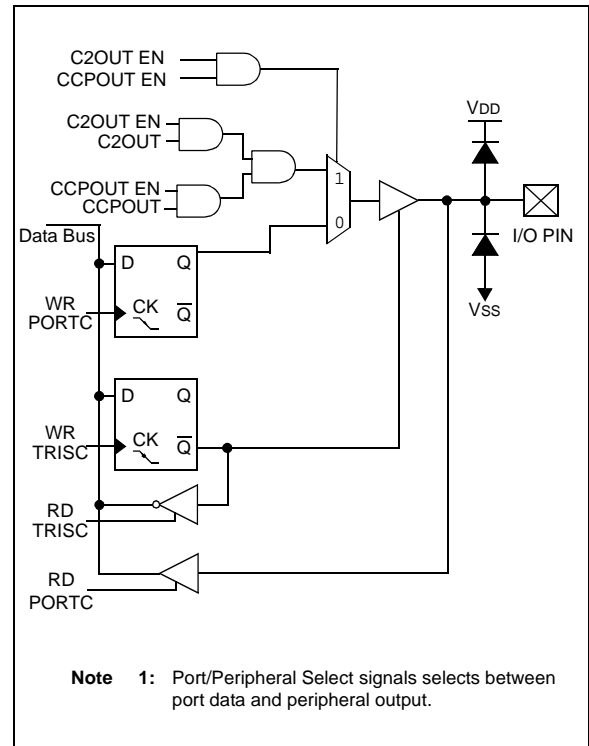 C2OUT EN
CCPOUT EN
C2OUT EN
C2OUT
CCPOUT EN
CCPOUT
1
0
VDD
I/O PIN
VSS
Data Bus
D Q
WR
PORTC
CK Q
D Q
WR
TRISC
CK Q
RD
TRISC
RD
PORTC
Note 1: Port/Peripheral Select signals selects between
port data and peripheral output.